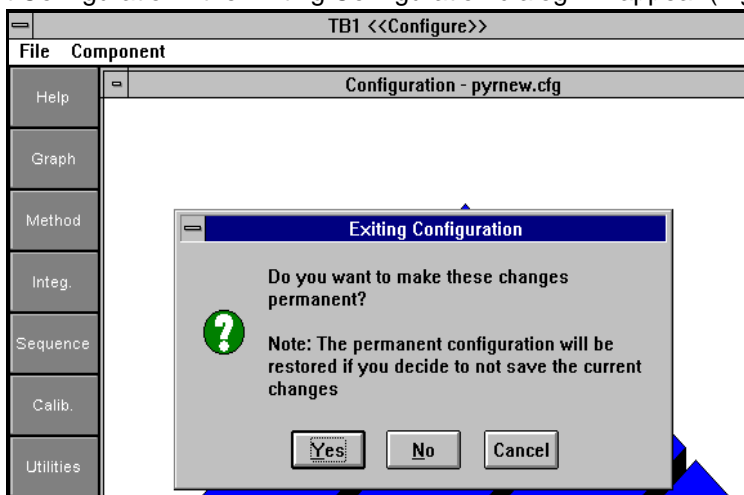 TB1 <<Configure>>
File Component
Configuration - pyrnew.cfg
Help
Graph
Method
Integ.
Sequence
Calib.
Utilities
Exiting Configuration
Do you want to make these changes
permanent?
Note: The permanent configuration will be
restored if you decide to not save the current
changes
Yes No Cancel